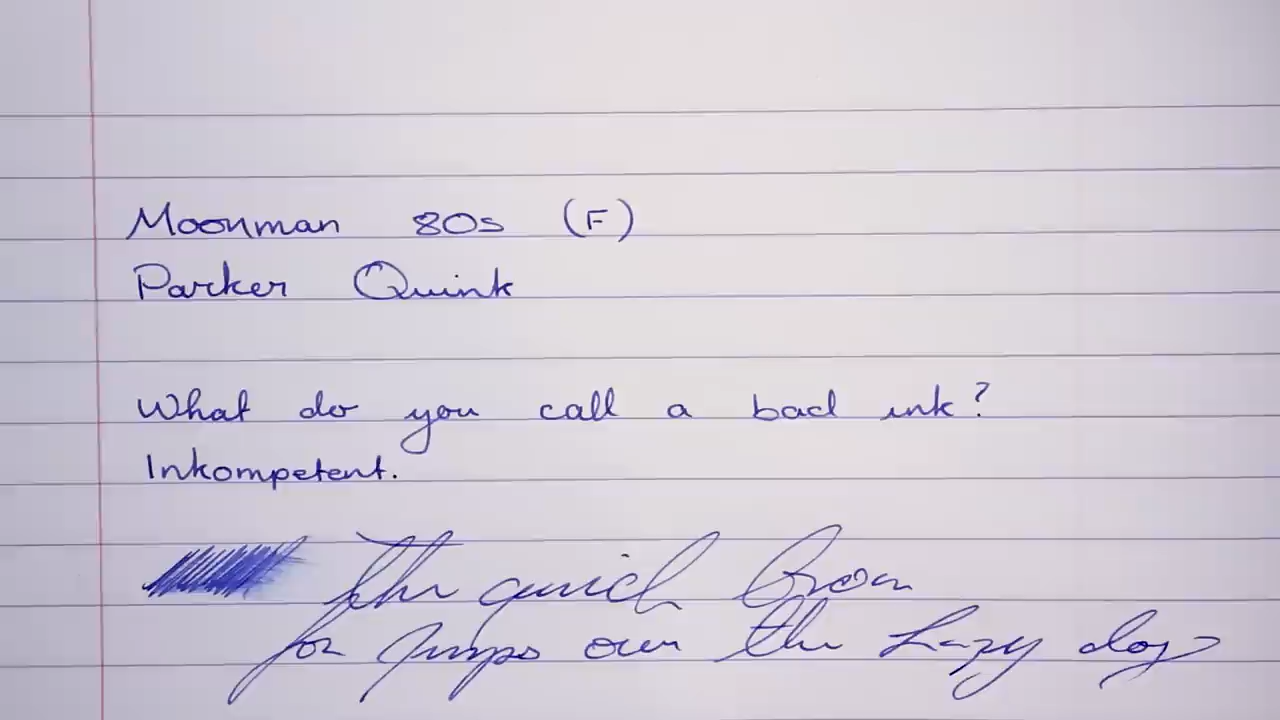 Moonman 80s (F)
Parker Quink
What do you call a bad ink?
Inkompetent.
The quick brown
fox jumps over the Lazy dog